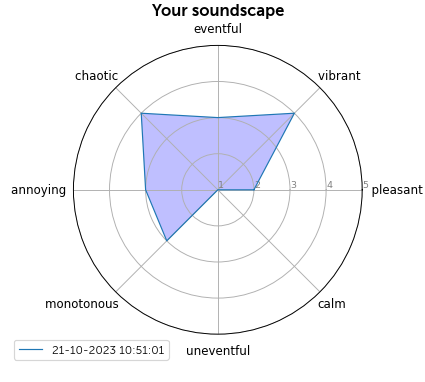 Your soundscape
eventful
chaotic
vibrant
annoying
1 2 3 4 5
pleasant
monotonous
calm
uneventful
21-10-2023 10:51:01